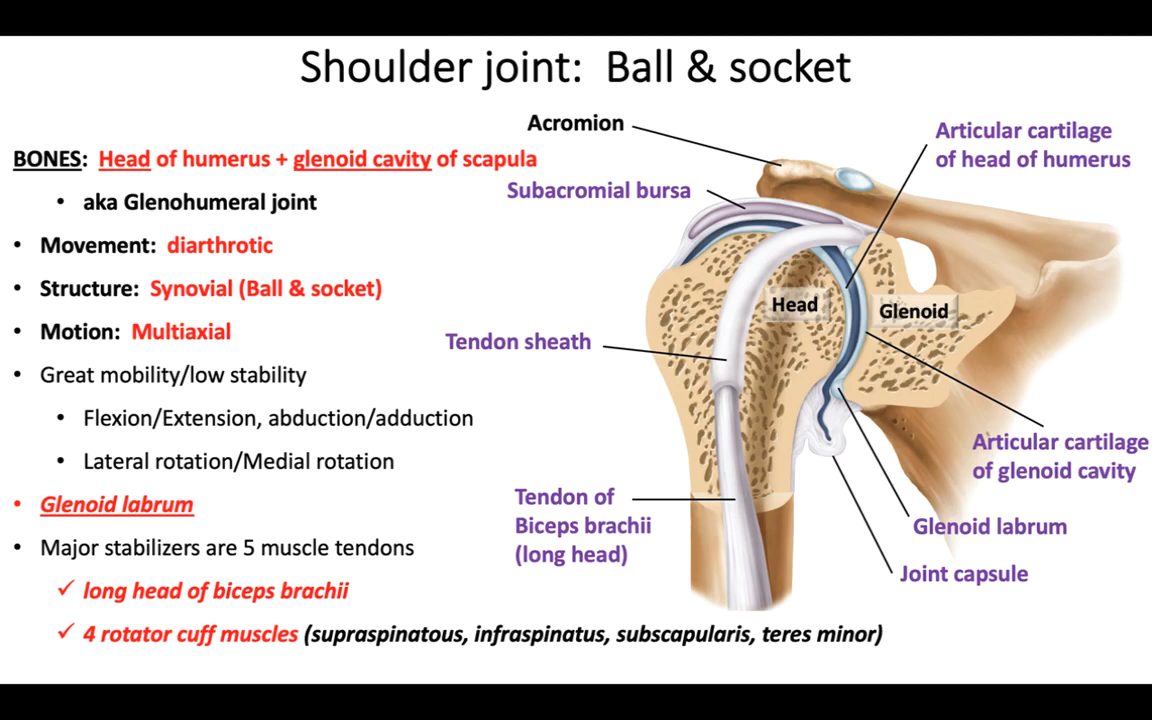 Shoulder joint: Ball & socket
BONES: Head of humerus + glenoid cavity of scapula
• aka Glenohumeral joint
• Movement: diarthrotic
• Structure: Synovial (Ball & socket)
• Motion: Multiaxial
• Great mobility/low stability
• Flexion/Extension, abduction/adduction
• Lateral rotation/Medial rotation
• Glenoid labrum
• Major stabilizers are 5 muscle tendons
✓ long head of biceps brachii
✓ 4 rotator cuff muscles (supraspinatous, infraspinatus, subscapularis, teres minor)
Acromion
Subacromial bursa
Articular cartilage
of head of humerus
Head
Glenoid
Tendon sheath
Articular cartilage
of glenoid cavity
Tendon of
Biceps brachii
(long head)
Glenoid labrum
Joint capsule